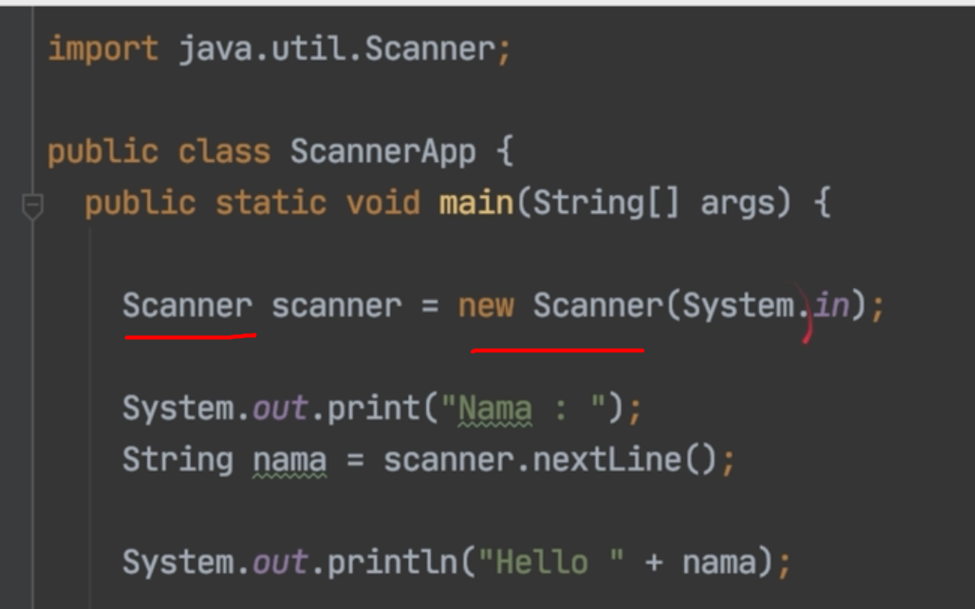 import java.util.Scanner;
public class ScannerApp {
public static void main(String[] args) {
Scanner scanner = new Scanner(System.in);
System.out.print("Nama : ");
String nama = scanner.nextLine();
System.out.println("Hello " + nama);